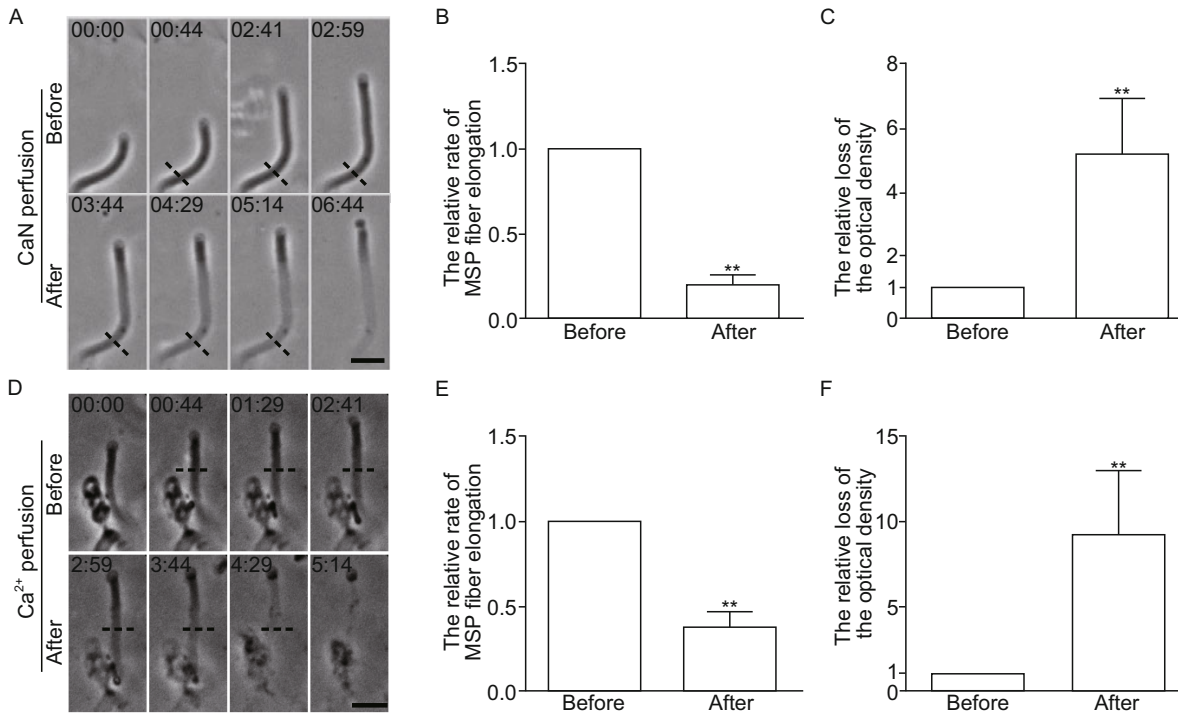 A
CaN perfusion
Before
After
00:00 00:44 02:41 02:59
03:44 04:29 05:14 06:44
B
The relative rate of
MSP fiber elongation
1.5
1.0
0.5
0.0
Before After
**
C
The relative loss of
the optical density
8
6
4
2
1
0
Before After
**
D
Ca²⁺ perfusion
Before
After
00:00 00:44 01:29 02:41
2:59 3:44 4:29 5:14
E
The relative rate of
MSP fiber elongation
1.5
1.0
0.5
0.0
Before After
**
F
The relative loss of
the optical density
15
10
5
1
0
Before After
**